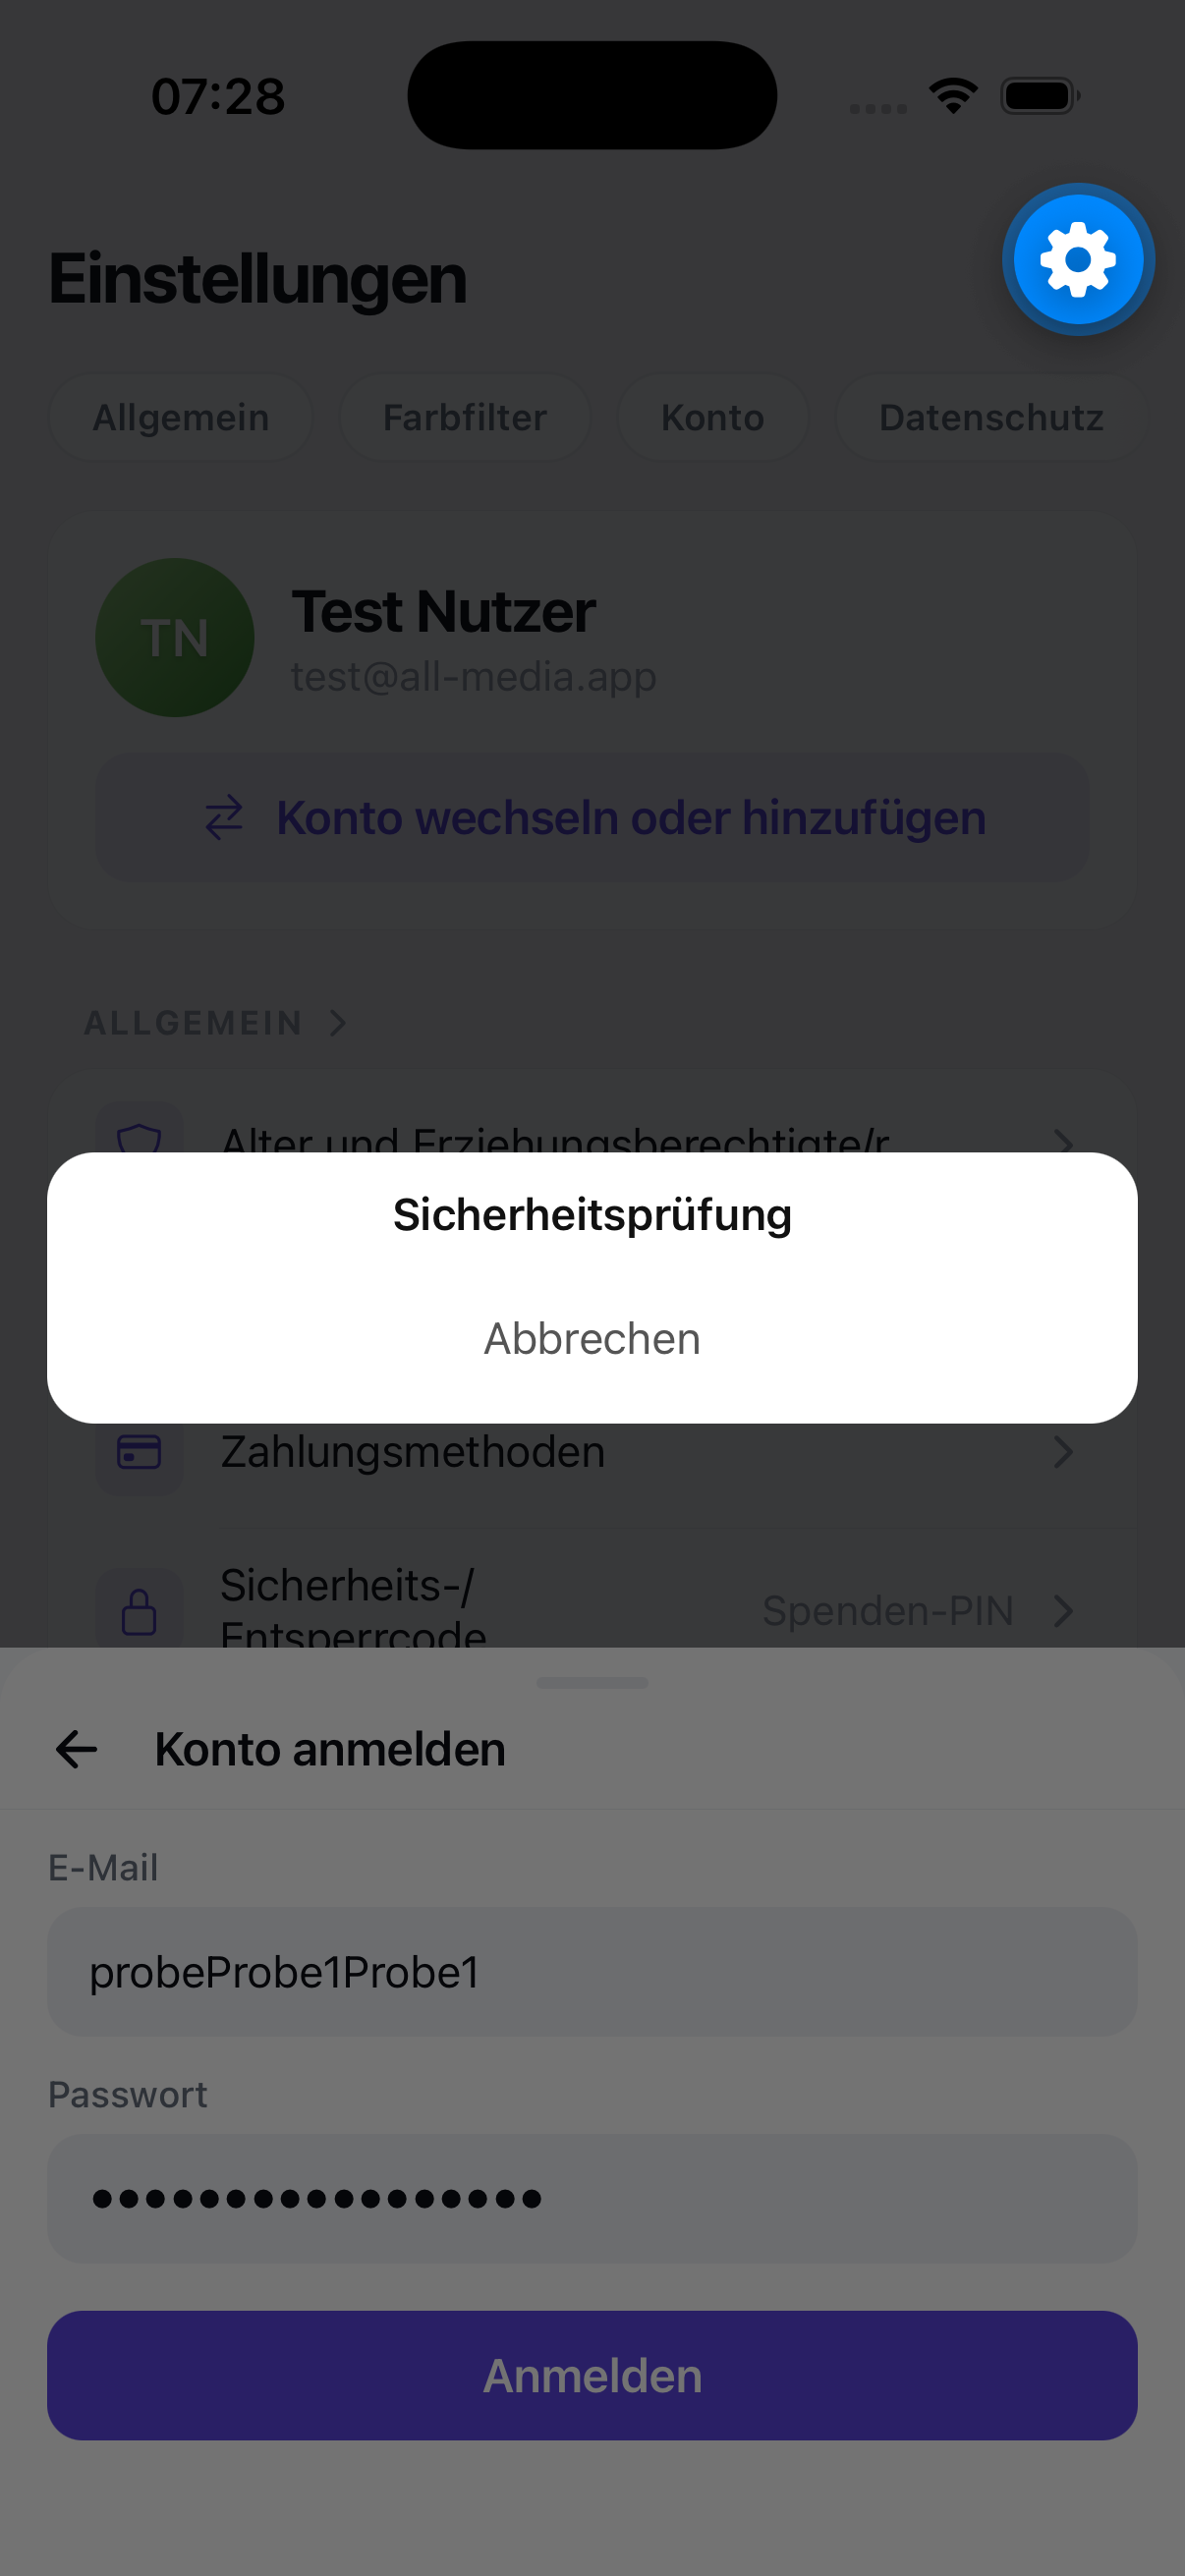 07:28
Einstellungen
Allgemein Farbfilter Konto Datenschutz
TN
Test Nutzer
test@all-media.app
Konto wechseln oder hinzufügen
ALLGEMEIN
Alter und Erziehungsberechtigte/r
Sicherheitsprüfung
Abbrechen
Zahlungsmethoden
Sicherheits-/
Entsperrcode
Spenden-PIN
Konto anmelden
E-Mail
probeProbe1Probe1
Passwort
Anmelden